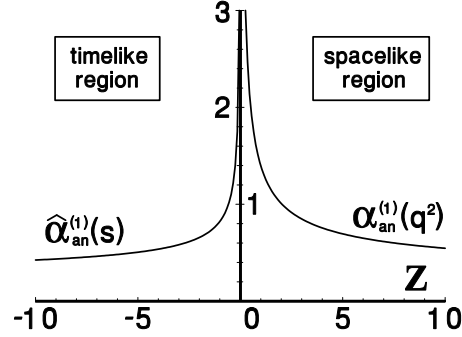 3
timelike region
spacelike region
2
1
α̂an(1)(s)
αan(1)(q²)
Z
-10 -5 0 5 10